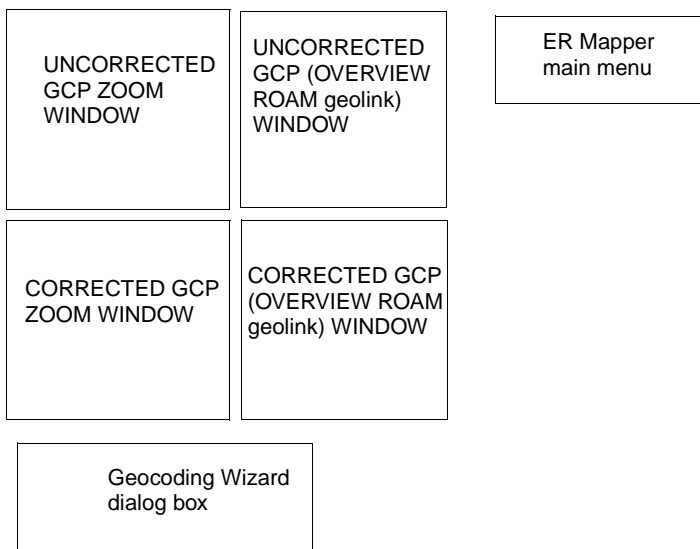 UNCORRECTED
GCP ZOOM
WINDOW
UNCORRECTED
GCP (OVERVIEW
ROAM geolink)
WINDOW
ER Mapper
main menu
CORRECTED GCP
ZOOM WINDOW
CORRECTED GCP
(OVERVIEW ROAM
geolink) WINDOW
Geocoding Wizard
dialog box